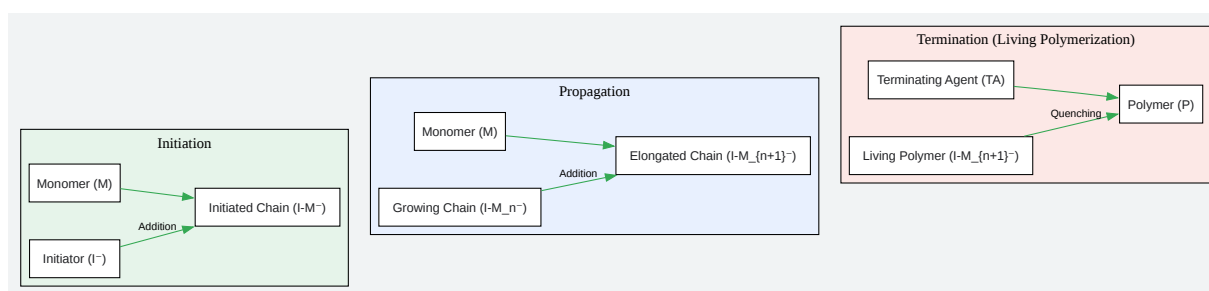 Initiation
Monomer (M)
Initiated Chain (I-M⁻)
Addition
Initiator (I⁻)
Propagation
Monomer (M)
Elongated Chain (I-M_{n+1}⁻)
Addition
Growing Chain (I-M_n⁻)
Termination (Living Polymerization)
Terminating Agent (TA)
Polymer (P)
Quenching
Living Polymer (I-M_{n+1}⁻)